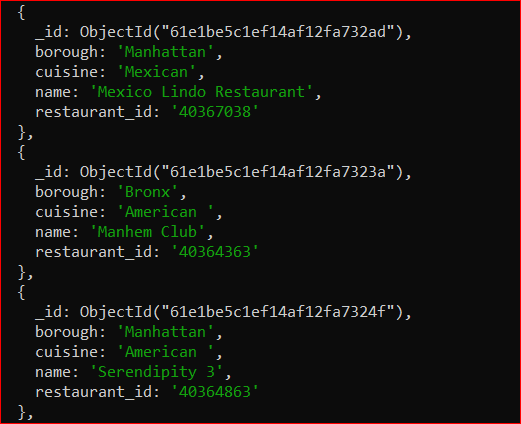 {
_id: ObjectId("61e1be5c1ef14af12fa732ad"),
borough: 'Manhattan',
cuisine: 'Mexican',
name: 'Mexico Lindo Restaurant',
restaurant_id: '40367038'
},
{
_id: ObjectId("61e1be5c1ef14af12fa7323a"),
borough: 'Bronx',
cuisine: 'American ',
name: 'Manhem Club',
restaurant_id: '40364363'
},
{
_id: ObjectId("61e1be5c1ef14af12fa7324f"),
borough: 'Manhattan',
cuisine: 'American ',
name: 'Serendipity 3',
restaurant_id: '40364863'
},